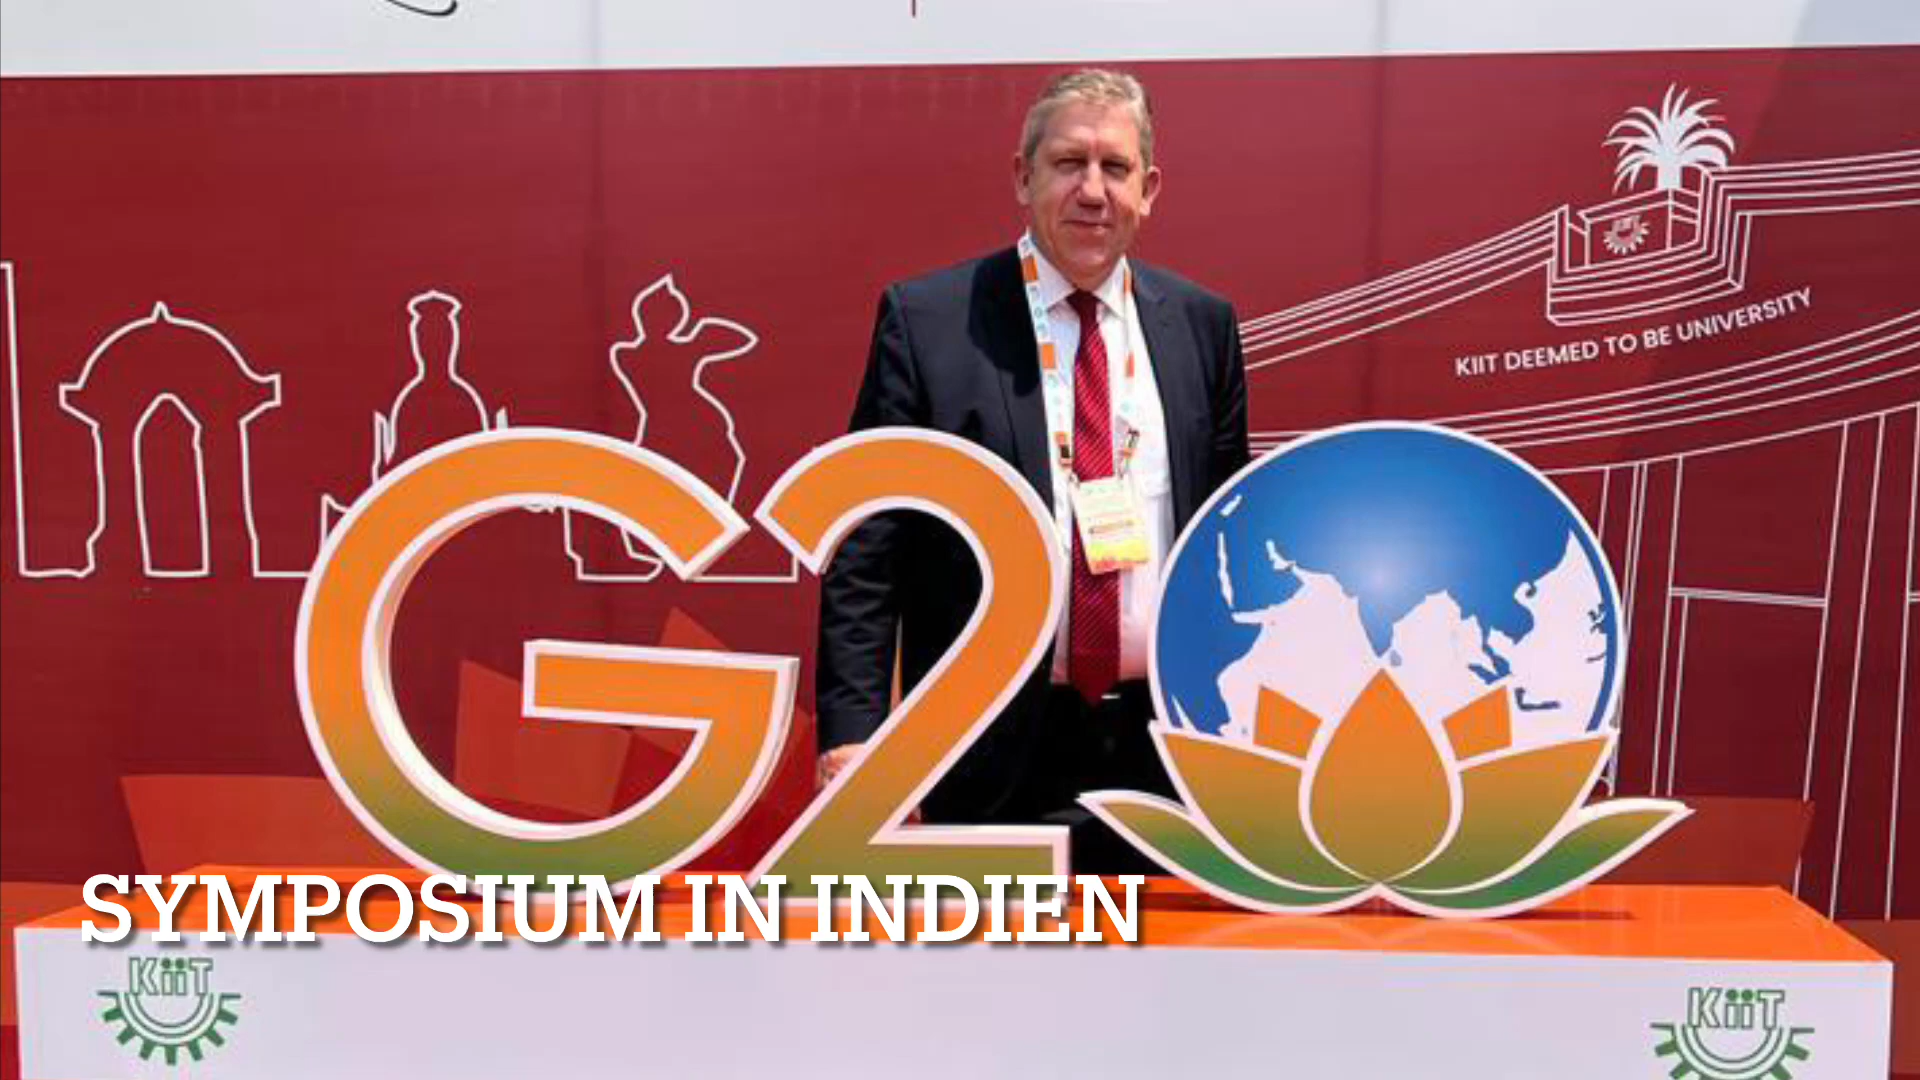 KIIT DEEMED TO BE UNIVERSITY
G20
SYMPOSIUM IN INDIEN
KiiT
KiiT